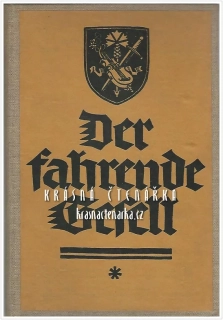 Der
fahrende
KRÁSNÁ ČTENÁŘKA
krasnactenarka.cz
Gesell